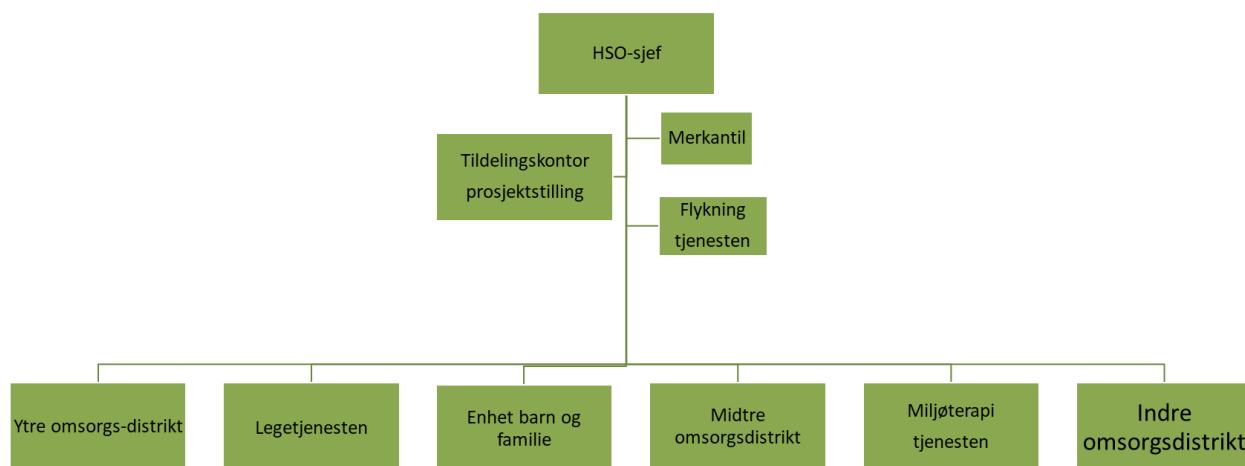 HSO-sjef
Merkantil
Tildelingskontor
prosjektstilling
Flykning
tjenesten
Ytre omsorgs-distrikt
Legetjenesten
Enhet barn og
familie
Midtre
omsorgsdistrikt
Miljøterapi
tjenesten
Indre
omsorgsdistrikt